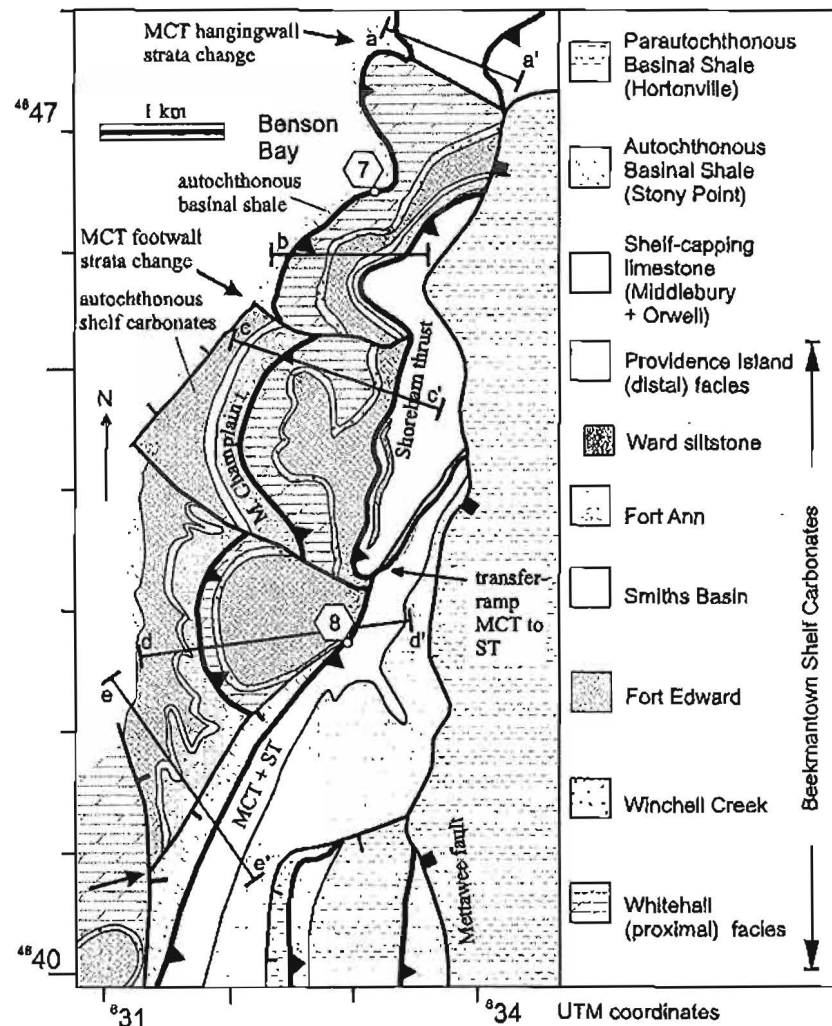 MCT hangingwall
strata change
a
a'
⁴⁸47
1 km
Benson
Bay
7
autochthonous
basinal shale
MCT footwall
strata change
b
autochthonous
shelf carbonates
c
c'
N
M. Champlain t.
Shoreham thrust
transfer-
ramp
MCT to
ST
8
d
d'
e
MCT + ST
e'
Mettawee fault
⁴⁸40
⁶31
⁶34
UTM coordinates
Parautochthonous
Basinal Shale
(Hortonville)
Autochthonous
Basinal Shale
(Stony Point)
Shelf-capping
limestone
(Middlebury
+ Orwell)
Providence Island
(distal) facies
Ward siltstone
Fort Ann
Smiths Basin
Fort Edward
Winchell Creek
Whitehall
(proximal) facies
Beekmantown Shelf Carbonates